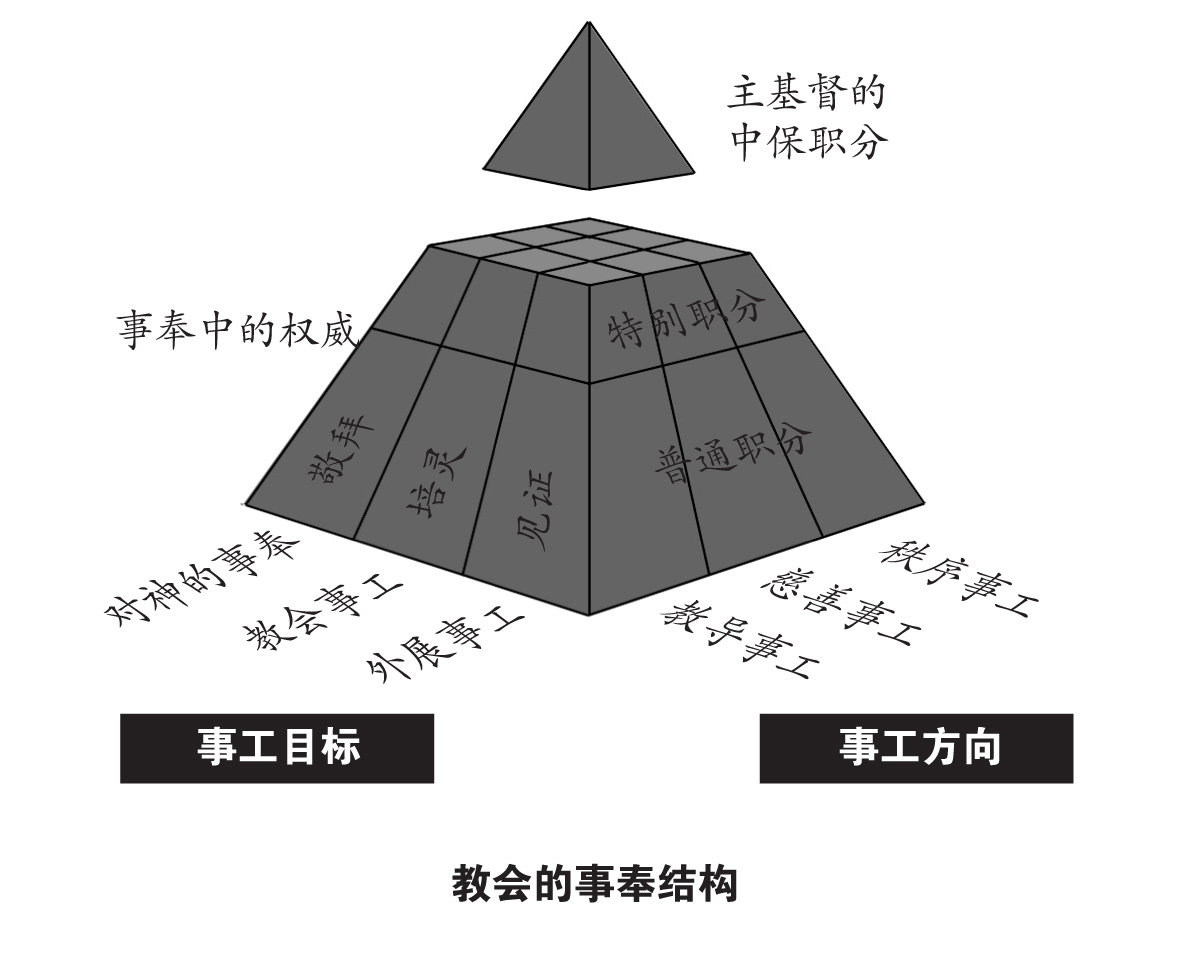 主基督的
中保职分
事奉中的权威
特别职分
普通职分
敬拜
培灵
见证
对神的事奉
教会事工
外展事工
教导事工
慈善事工
秩序事工
事工目标
事工方向
教会的事奉结构